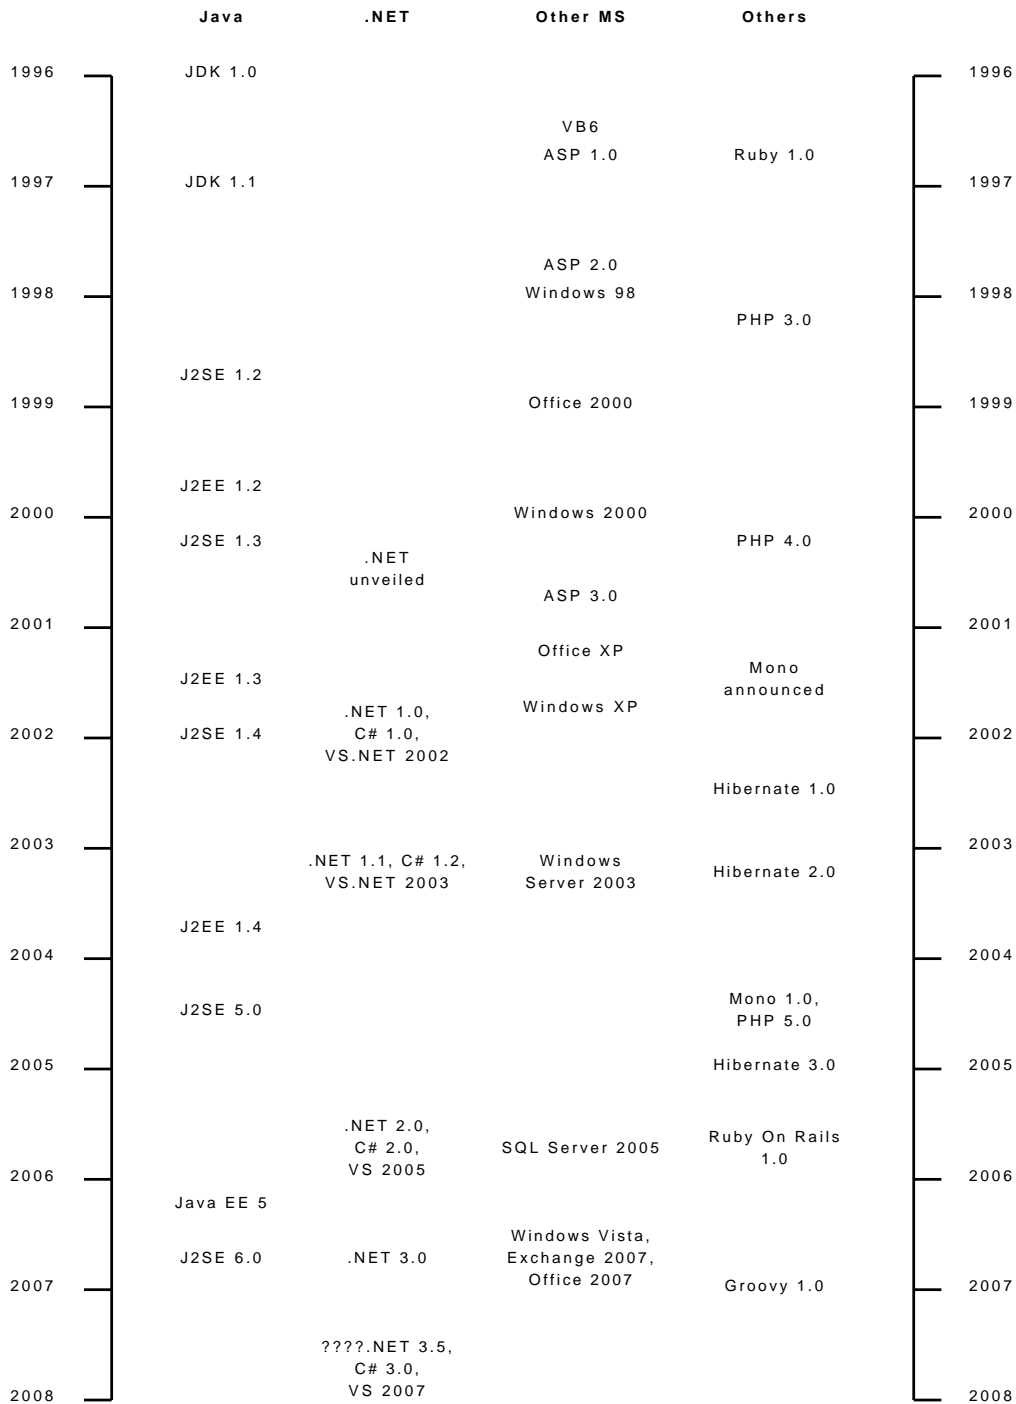 Java .NET Other MS Others
1996 JDK 1.0 1996
VB6
ASP 1.0 Ruby 1.0
1997 JDK 1.1 1997
ASP 2.0
1998 Windows 98 1998
PHP 3.0
J2SE 1.2
1999 Office 2000 1999
J2EE 1.2
2000 Windows 2000 2000
J2SE 1.3 PHP 4.0
.NET
unveiled
ASP 3.0
2001 2001
Office XP
Mono
J2EE 1.3
announced
Windows XP
.NET 1.0,
2002 J2SE 1.4 C# 1.0, 2002
VS.NET 2002
Hibernate 1.0
2003 2003
.NET 1.1, C# 1.2, Windows
Hibernate 2.0
VS.NET 2003 Server 2003
J2EE 1.4
2004 2004
Mono 1.0,
J2SE 5.0
PHP 5.0
2005 Hibernate 3.0 2005
.NET 2.0,
Ruby On Rails
C# 2.0, SQL Server 2005
1.0
VS 2005
2006 2006
Java EE 5
Windows Vista,
J2SE 6.0 .NET 3.0 Exchange 2007,
Office 2007
2007 Groovy 1.0 2007
????.NET 3.5,
C# 3.0,
VS 2007
2008 2008